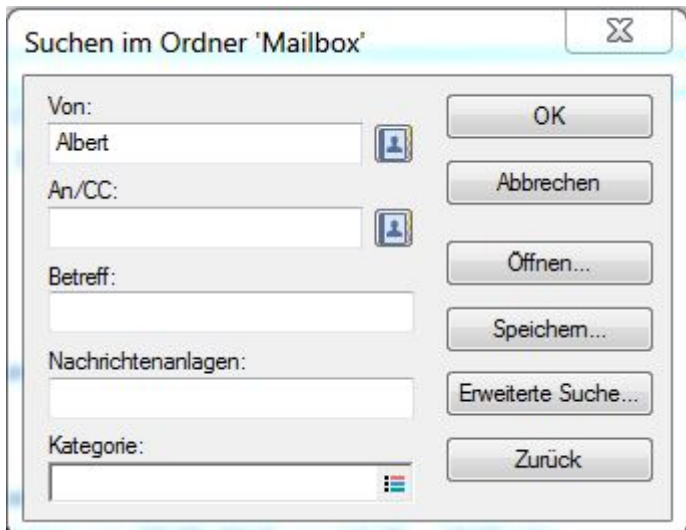 Suchen im Ordner 'Mailbox'
Von:
Albert
An/CC:
Betreff:
Nachrichtenanlagen:
Kategorie:
OK
Abbrechen
Öffnen...
Speichern...
Erweiterte Suche...
Zurück